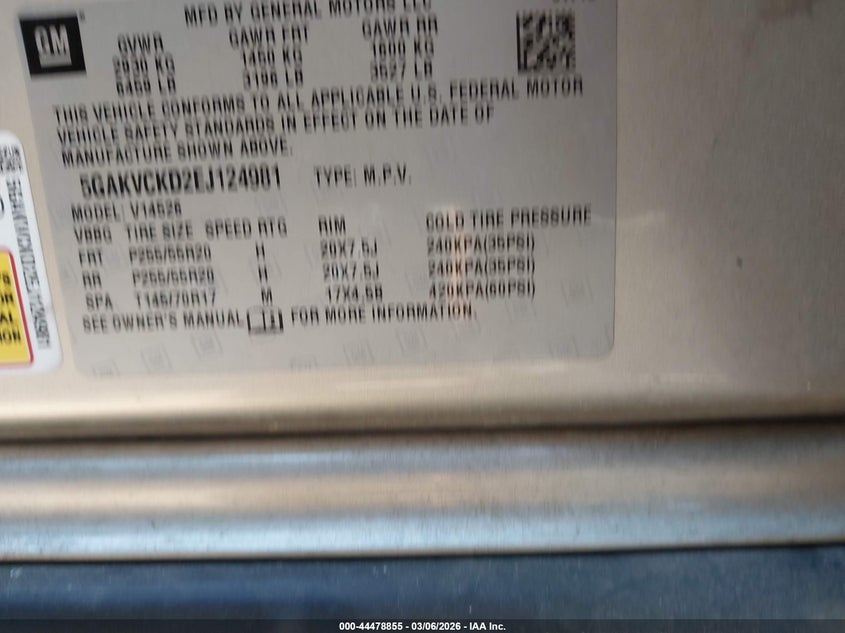 MFD BY GENERAL MOTORS LLC
GM
GVWR GAWR FRT GAWR RR
2930 KG 1450 KG 1600 KG
6459 LB 3196 LB 3527 LB
THIS VEHICLE CONFORMS TO ALL APPLICABLE U.S. FEDERAL MOTOR
VEHICLE SAFETY STANDARDS IN EFFECT ON THE DATE OF
MANUFACTURE SHOWN ABOVE.
5GAKVCKD2EJ124981 TYPE: M.P.V.
MODEL: V14526
TIRE SIZE SPEED RTG RIM COLD TIRE PRESSURE
FRT P255/55R20 H 20X7.5J 240KPA(35PSI)
RR P255/55R20 H 20X7.5J 240KPA(35PSI)
SPA T145/70R17 M 17X4.5B 420KPA(60PSI)
SEE OWNER'S MANUAL FOR MORE INFORMATION.
000-44478855 - 03/06/2026 - IAA Inc.